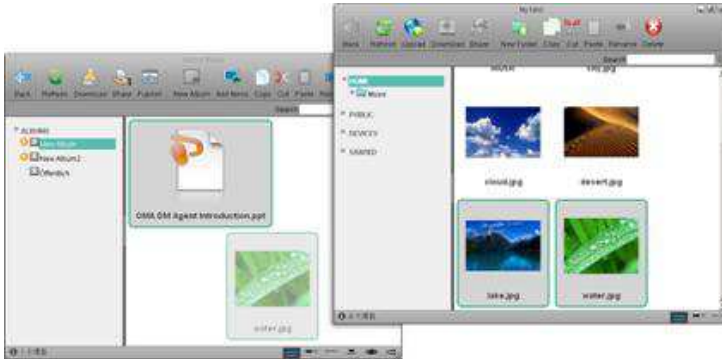 Back Refresh Download Share Publish New Album Add Items Copy Cut Paste
Search
ALBUMS
New Album
New Album2
OMA DM Agent Introduction.ppt
water.jpg
Back Refresh Upload Download Share New Folder Copy Cut Paste Rename Delete
Search
HOME
Music
PUBLIC
DEVICES
SHARED
cloud.jpg
desert.jpg
lake.jpg
water.jpg